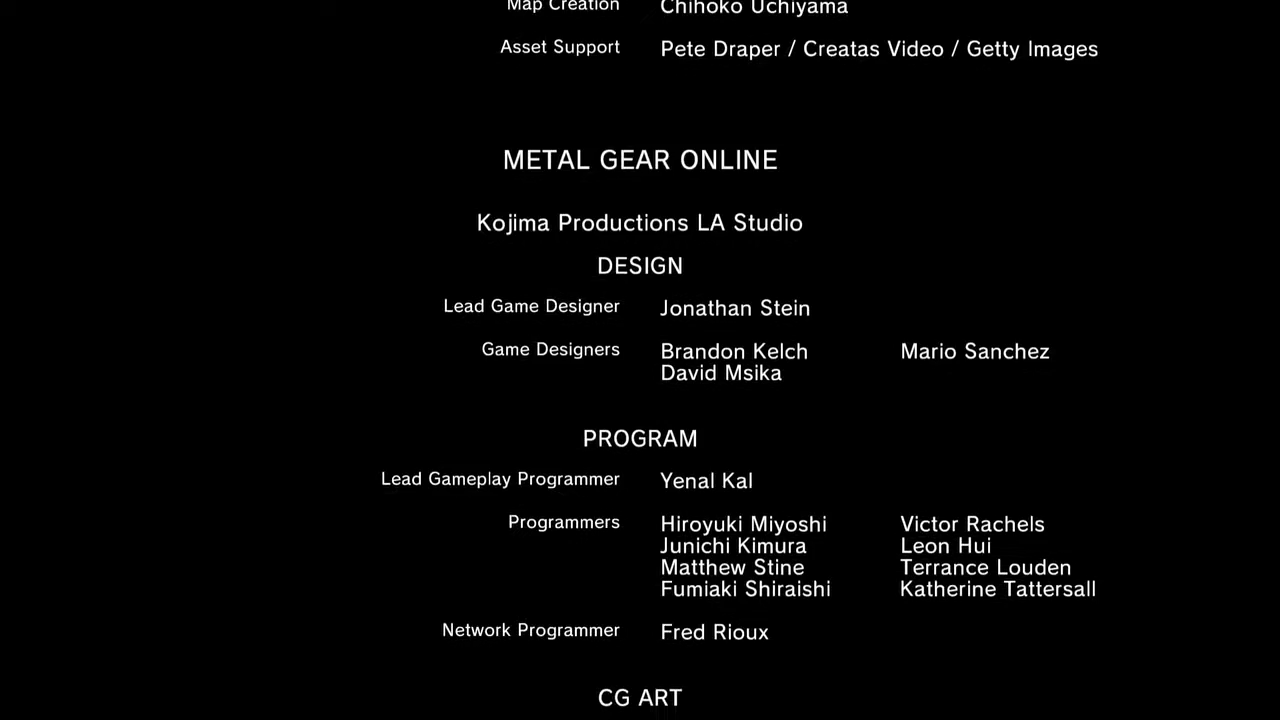 Map Creation Chihoko Uchiyama
Asset Support Pete Draper / Creatas Video / Getty Images
METAL GEAR ONLINE
Kojima Productions LA Studio
DESIGN
Lead Game Designer Jonathan Stein
Game Designers Brandon Kelch Mario Sanchez
David Msika
PROGRAM
Lead Gameplay Programmer Yenal Kal
Programmers Hiroyuki Miyoshi Victor Rachels
Junichi Kimura Leon Hui
Matthew Stine Terrance Louden
Fumiaki Shiraishi Katherine Tattersall
Network Programmer Fred Rioux
CG ART